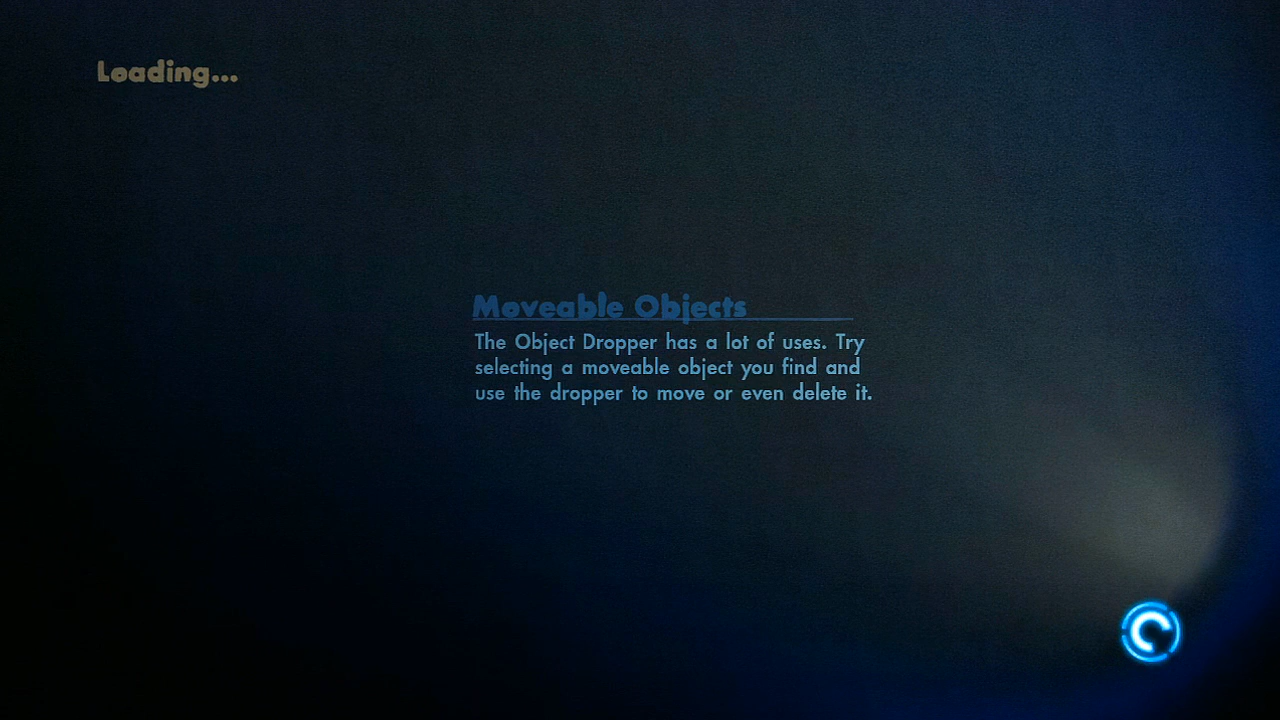 Loading...
Moveable Objects
The Object Dropper has a lot of uses. Try
selecting a moveable object you find and
use the dropper to move or even delete it.